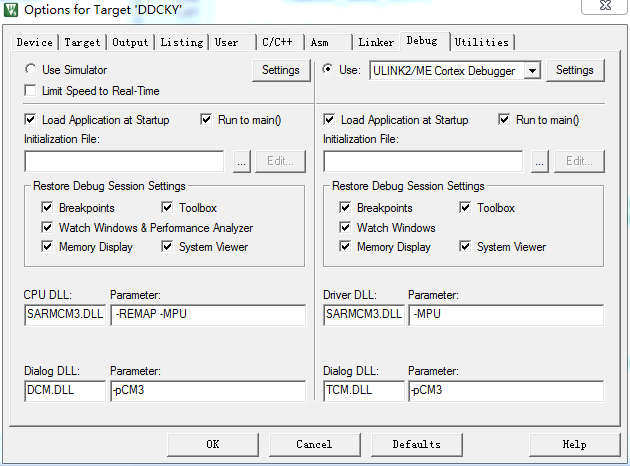 Options for Target 'DDCKY'
Device Target Output Listing User C/C++ Asm Linker Debug Utilities
Use Simulator Settings
Limit Speed to Real-Time
Use: ULINK2/ME Cortex Debugger Settings
Load Application at Startup Run to main()
Initialization File:
... Edit...
Restore Debug Session Settings
Breakpoints Toolbox
Watch Windows & Performance Analyzer
Memory Display System Viewer
CPU DLL: Parameter:
SARMCM3.DLL -REMAP -MPU
Dialog DLL: Parameter:
DCM.DLL -pCM3
Load Application at Startup Run to main()
Initialization File:
... Edit...
Restore Debug Session Settings
Breakpoints Toolbox
Watch Windows
Memory Display System Viewer
Driver DLL: Parameter:
SARMCM3.DLL -MPU
Dialog DLL: Parameter:
TCM.DLL -pCM3
OK Cancel Defaults Help